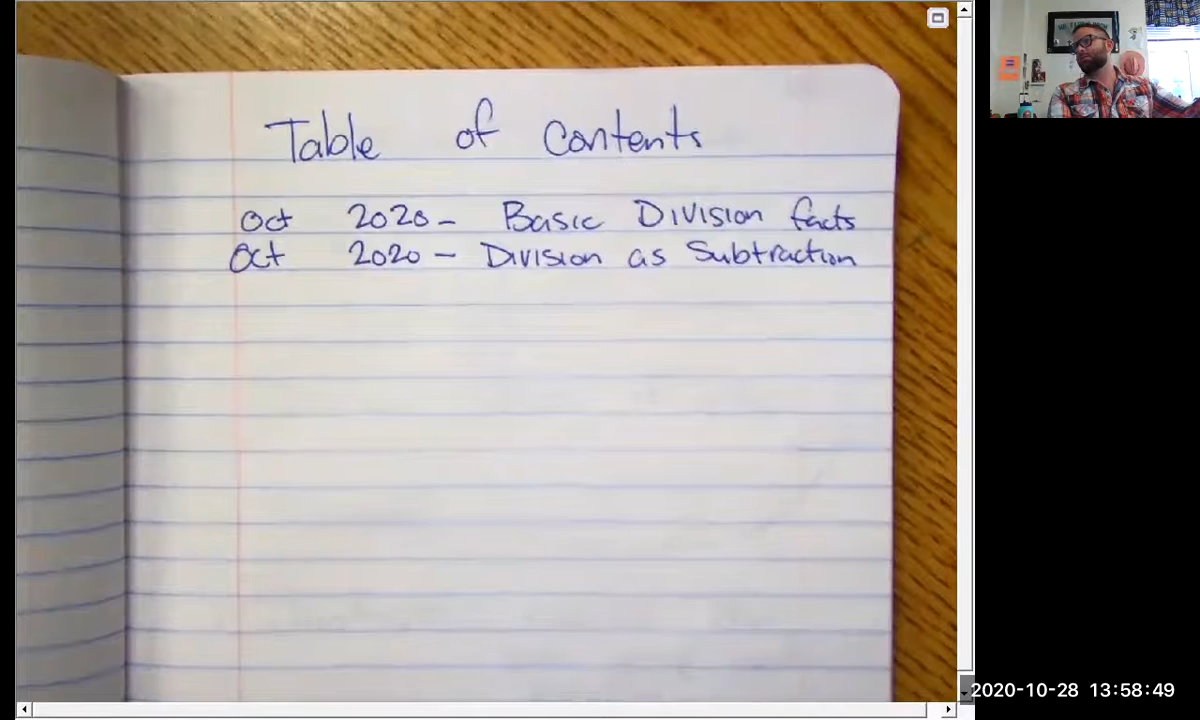 Table of Contents
Oct 2020 - Basic Division facts
Oct 2020 - Division as Subtraction
2020-10-28 13:58:49